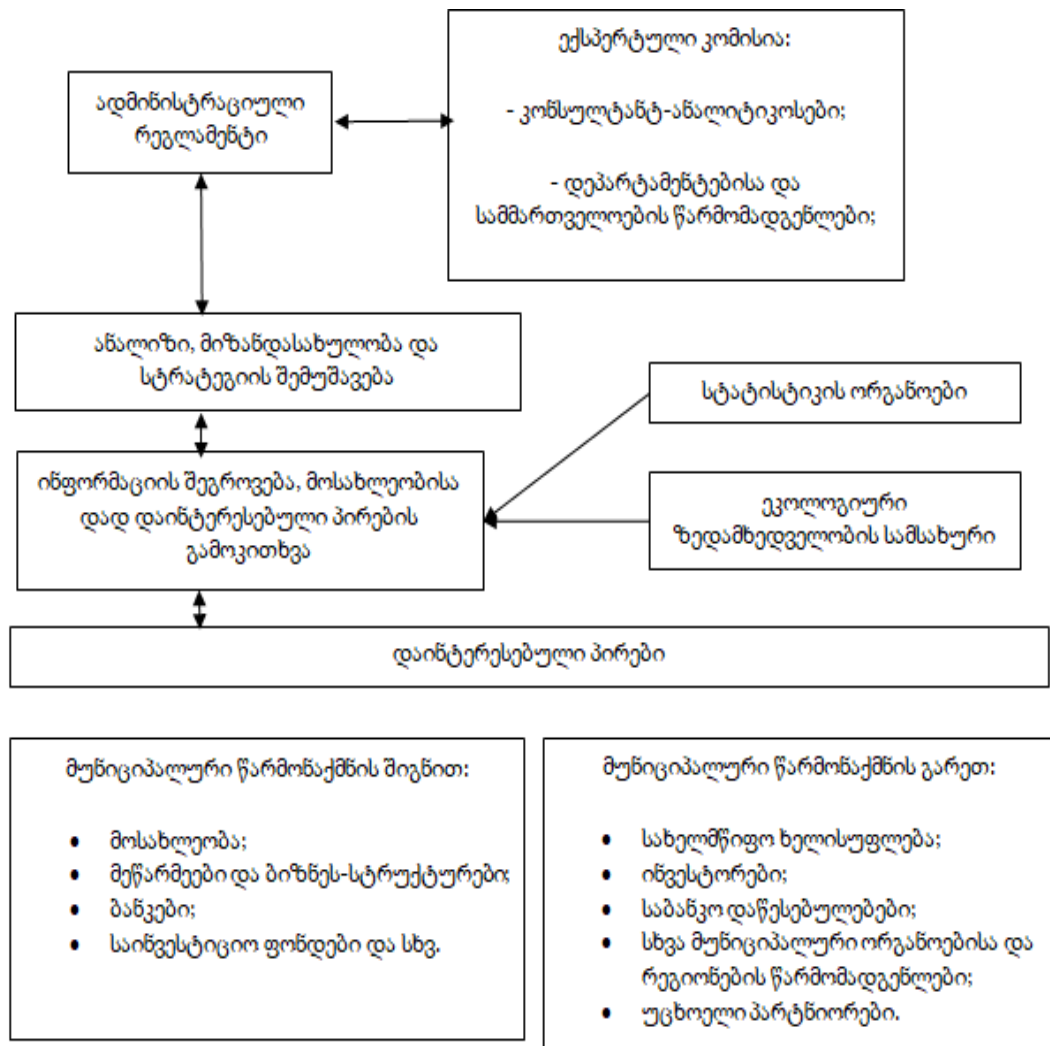 ექსპერტული კომისია:
- კონსულტანტ-ანალიტიკოსები;
- დეპარტამენტებისა და
სამმართველოების წარმომადგენლები;
ადმინისტრაციული
რეგლამენტი
ანალიზი, მიზანდასახულობა და
სტრატეგიის შემუშავება
სტატისტიკის ორგანოები
ინფორმაციის შეგროვება, მოსახლეობისა
დად დაინტერესებული პირების
გამოკითხვა
ეკოლოგიური
ზედამხედველობის სამსახური
დაინტერესებული პირები
მუნიციპალური წარმონაქმნის შიგნით:
• მოსახლეობა;
• მეწარმეები და ბიზნეს-სტრუქტურები;
• ბანკები;
• საინვესტიციო ფონდები და სხვ.
მუნიციპალური წარმონაქმნის გარეთ:
• სახელმწიფო ხელისუფლება;
• ინვესტორები;
• საბანკო დაწესებულებები;
• სხვა მუნიციპალური ორგანოებისა და
რეგიონების წარმომადგენლები;
• უცხოელი პარტნიორები.